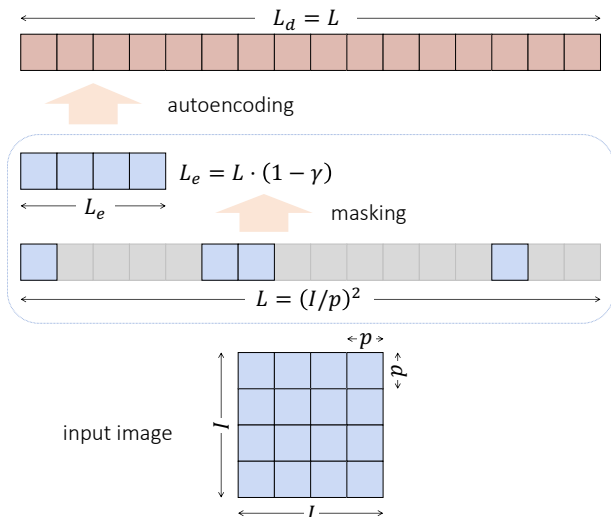 L_d = L
autoencoding
L_e = L · (1 − γ)
L_e
masking
L = (I/p)²
p
p
I
input image
I